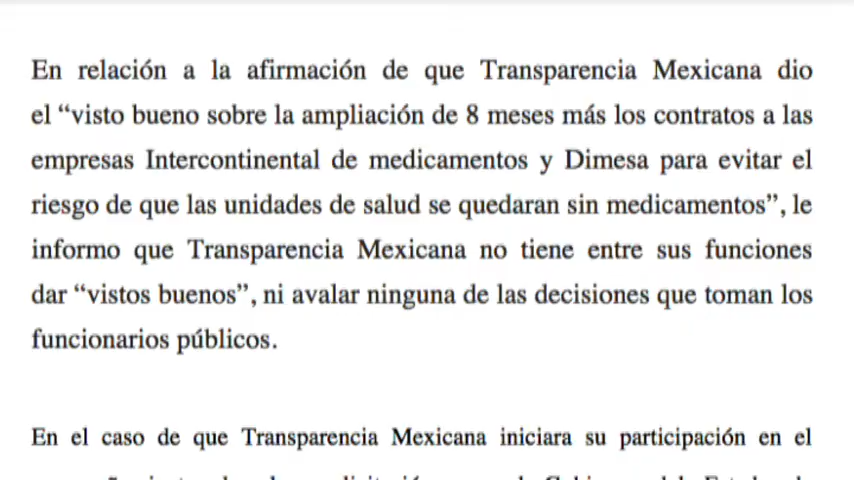 En relación a la afirmación de que Transparencia Mexicana dio
el “visto bueno sobre la ampliación de 8 meses más los contratos a las
empresas Intercontinental de medicamentos y Dimesa para evitar el
riesgo de que las unidades de salud se quedaran sin medicamentos”, le
informo que Transparencia Mexicana no tiene entre sus funciones
dar “vistos buenos”, ni avalar ninguna de las decisiones que toman los
funcionarios públicos.
En el caso de que Transparencia Mexicana iniciara su participación en el